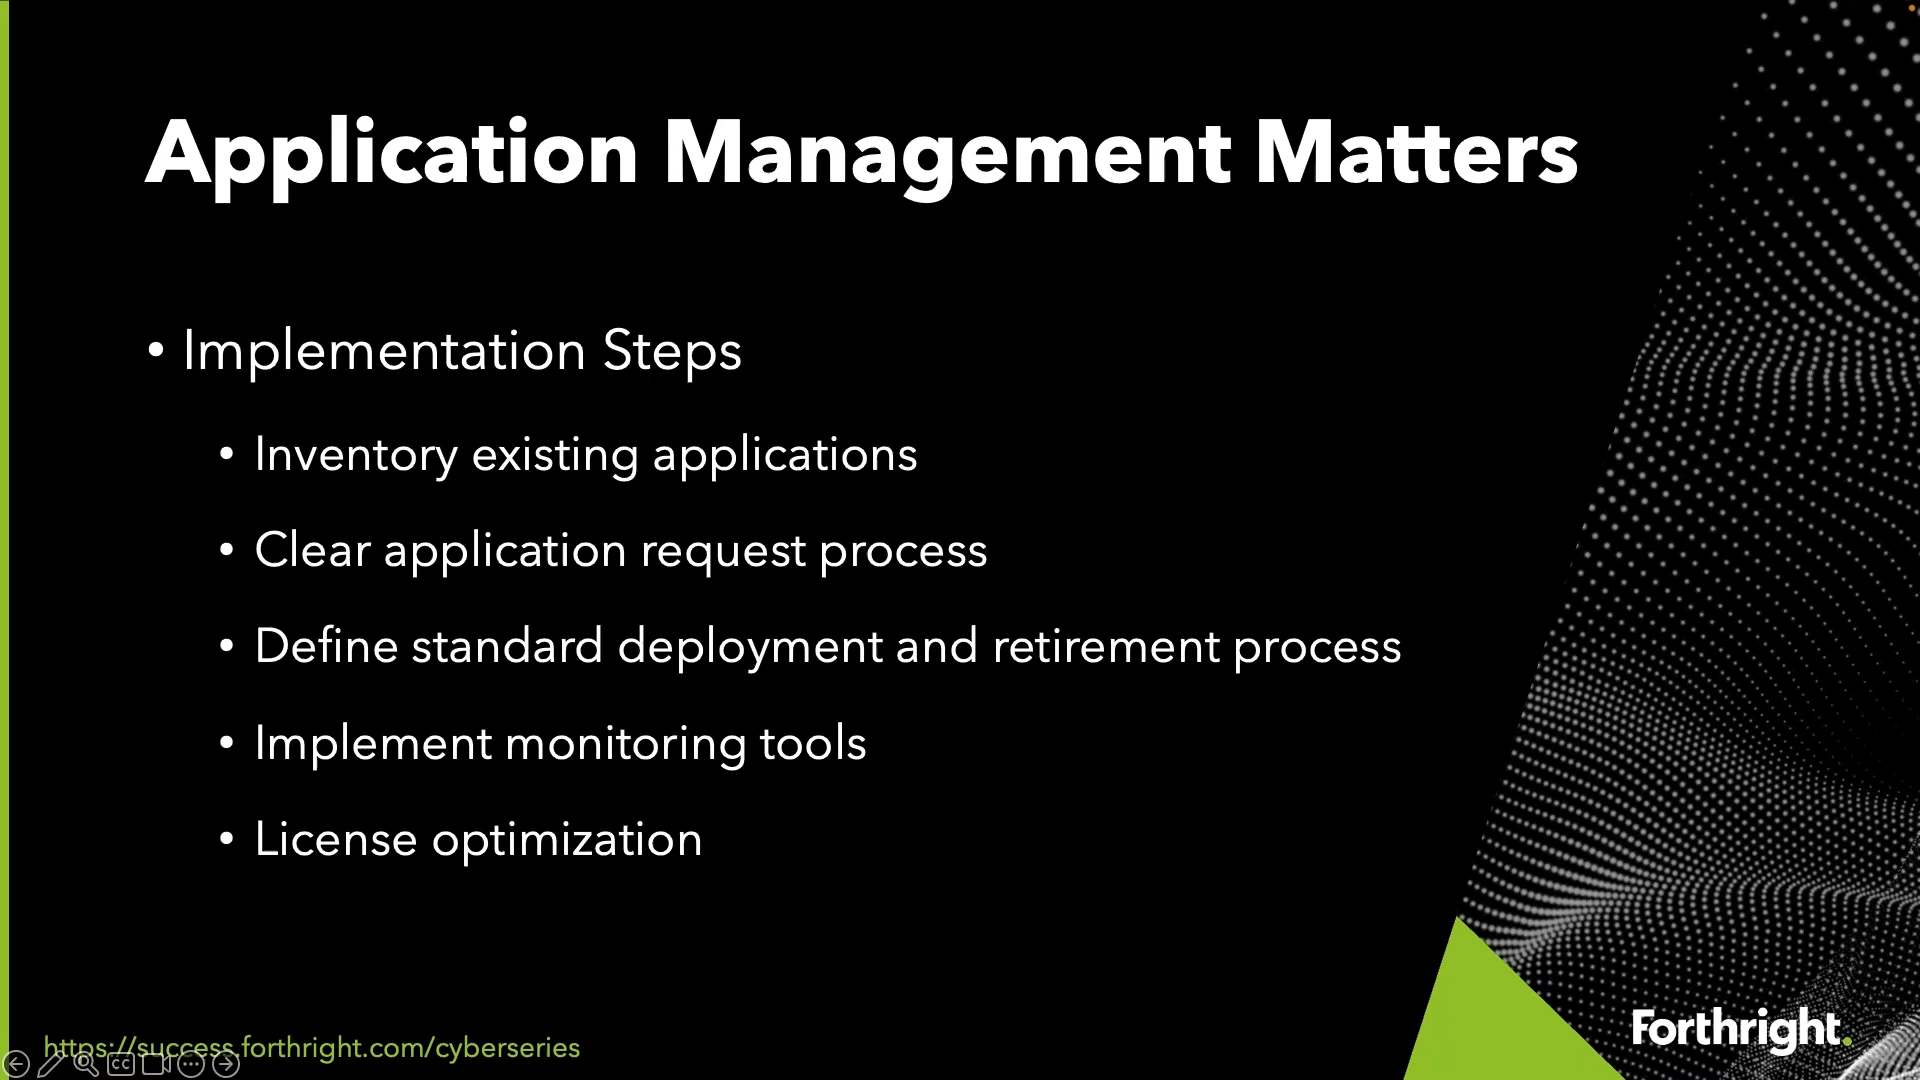 Application Management Matters
• Implementation Steps
• Inventory existing applications
• Clear application request process
• Define standard deployment and retirement process
• Implement monitoring tools
• License optimization
https://success.forthright.com/cyberseries
CC
Forthright.